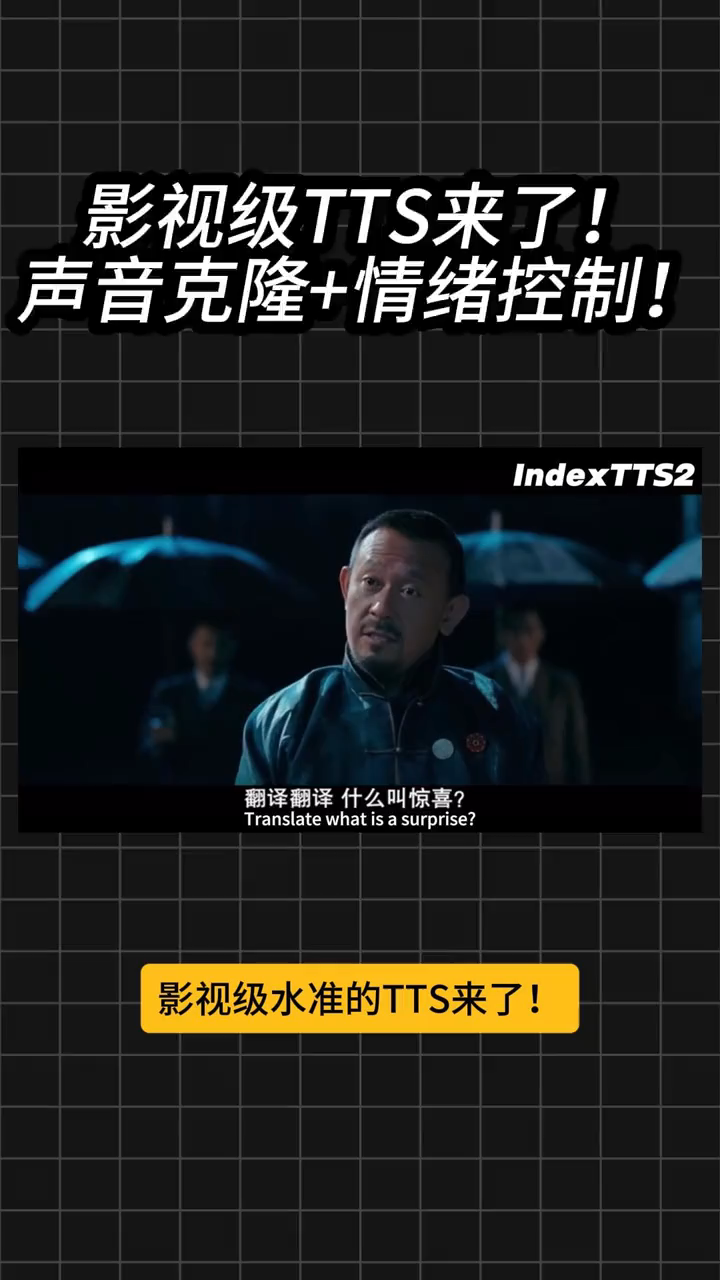 影视级TTS来了！
声音克隆+情绪控制！
IndexTTS2
翻译翻译 什么叫惊喜?
Translate what is a surprise?
影视级水准的TTS来了！